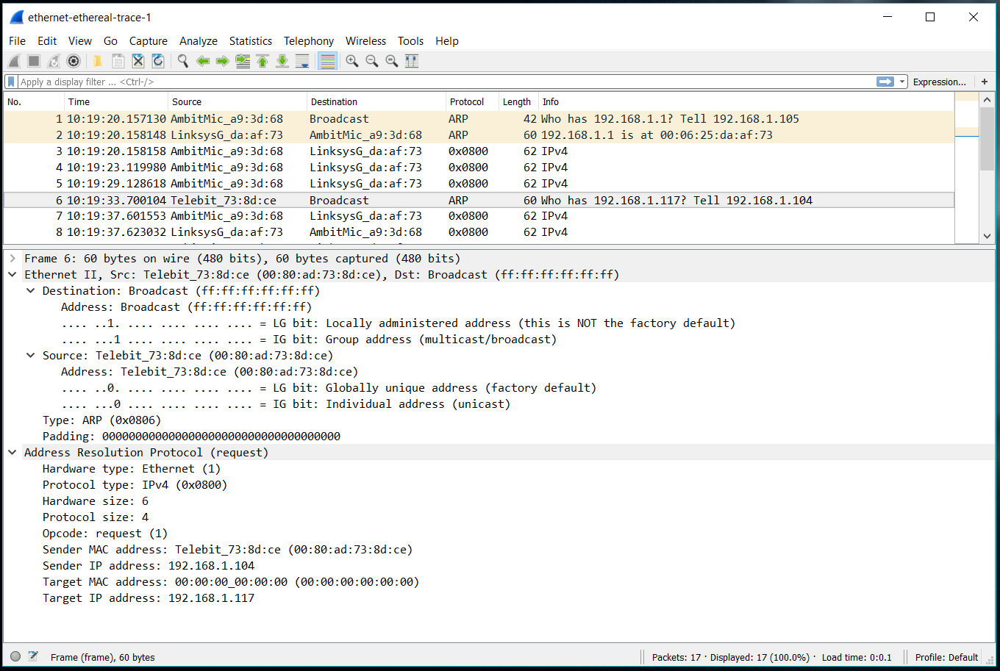 ethernet-ethereal-trace-1
File Edit View Go Capture Analyze Statistics Telephony Wireless Tools Help
Apply a display filter ... <Ctrl-/> Expression... +
No. Time Source Destination Protocol Length Info
1 10:19:20.157130 AmbitMic_a9:3d:68 Broadcast ARP 42 Who has 192.168.1.1? Tell 192.168.1.105
2 10:19:20.158148 LinksysG_da:af:73 AmbitMic_a9:3d:68 ARP 60 192.168.1.1 is at 00:06:25:da:af:73
3 10:19:20.158158 AmbitMic_a9:3d:68 LinksysG_da:af:73 0x0800 62 IPv4
4 10:19:23.119980 AmbitMic_a9:3d:68 LinksysG_da:af:73 0x0800 62 IPv4
5 10:19:29.128618 AmbitMic_a9:3d:68 LinksysG_da:af:73 0x0800 62 IPv4
6 10:19:33.700104 Telebit_73:8d:ce Broadcast ARP 60 Who has 192.168.1.117? Tell 192.168.1.104
7 10:19:37.601553 AmbitMic_a9:3d:68 LinksysG_da:af:73 0x0800 62 IPv4
8 10:19:37.623032 LinksysG_da:af:73 AmbitMic_a9:3d:68 0x0800 62 IPv4
Frame 6: 60 bytes on wire (480 bits), 60 bytes captured (480 bits)
Ethernet II, Src: Telebit_73:8d:ce (00:80:ad:73:8d:ce), Dst: Broadcast (ff:ff:ff:ff:ff:ff)
Destination: Broadcast (ff:ff:ff:ff:ff:ff)
Address: Broadcast (ff:ff:ff:ff:ff:ff)
.... ..1. .... .... .... .... = LG bit: Locally administered address (this is NOT the factory default)
.... ...1 .... .... .... .... = IG bit: Group address (multicast/broadcast)
Source: Telebit_73:8d:ce (00:80:ad:73:8d:ce)
Address: Telebit_73:8d:ce (00:80:ad:73:8d:ce)
.... ..0. .... .... .... .... = LG bit: Globally unique address (factory default)
.... ...0 .... .... .... .... = IG bit: Individual address (unicast)
Type: ARP (0x0806)
Padding: 000000000000000000000000000000000000
Address Resolution Protocol (request)
Hardware type: Ethernet (1)
Protocol type: IPv4 (0x0800)
Hardware size: 6
Protocol size: 4
Opcode: request (1)
Sender MAC address: Telebit_73:8d:ce (00:80:ad:73:8d:ce)
Sender IP address: 192.168.1.104
Target MAC address: 00:00:00_00:00:00 (00:00:00:00:00:00)
Target IP address: 192.168.1.117
Frame (frame), 60 bytes Packets: 17 · Displayed: 17 (100.0%) · Load time: 0:0.1 Profile: Default